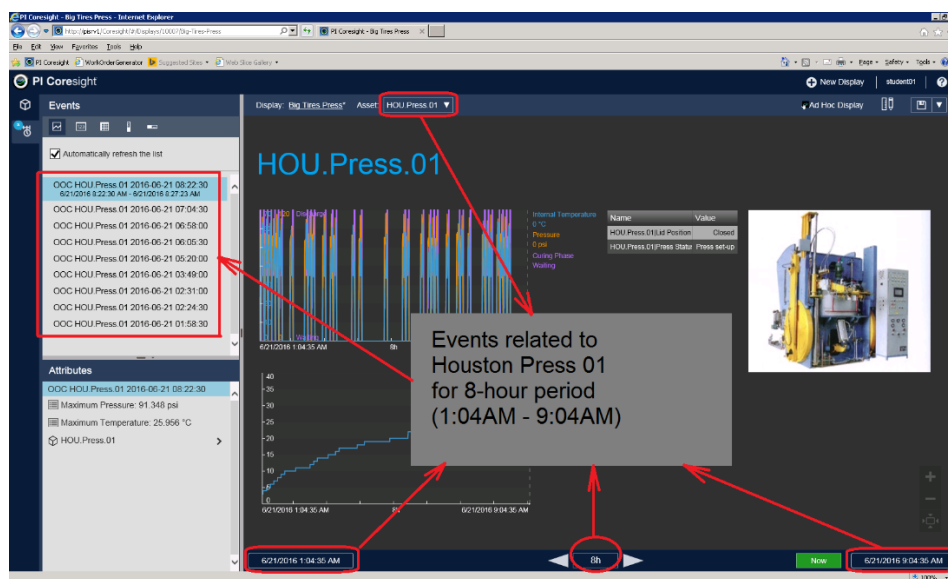 PI Coresight - Big Tires Press - Internet Explorer
http://pisrv1/Coresight/#/Displays/10007/Big-Tires-Press
PI Coresight - Big Tires Press
File Edit View Favorites Tools Help
PI Coresight WorkOrderGenerator Suggested Sites Web Slice Gallery
Page Safety Tools
PI Coresight
New Display student01
Events
Display: Big Tires Press* Asset: HOU.Press.01
Ad Hoc Display
Automatically refresh the list
HOU.Press.01
OOC HOU.Press.01 2016-06-21 08:22:30
6/21/2016 8:22:30 AM - 6/21/2016 8:27:23 AM
OOC HOU.Press.01 2016-06-21 07:04:30
OOC HOU.Press.01 2016-06-21 06:58:00
OOC HOU.Press.01 2016-06-21 06:05:30
OOC HOU.Press.01 2016-06-21 05:20:00
OOC HOU.Press.01 2016-06-21 03:49:00
OOC HOU.Press.01 2016-06-21 02:31:00
OOC HOU.Press.01 2016-06-21 02:24:30
OOC HOU.Press.01 2016-06-21 01:58:30
Internal Temperature
0 °C
Pressure
0 psi
Curing Phase
Waiting
Name Value
HOU.Press.01|Lid Position Closed
HOU.Press.01|Press Statu Press set-up
Waiting
6/21/2016 1:04:35 AM 8h
Events related to
Houston Press 01
for 8-hour period
(1:04AM - 9:04AM)
Attributes
OOC HOU.Press.01 2016-06-21 08:22:30
Maximum Pressure: 91.348 psi
Maximum Temperature: 25.956 °C
HOU.Press.01
40
35
30
25
20
15
10
5
0
6/21/2016 1:04:35 AM 8h 6/21/2016 9:04:35 AM
6/21/2016 1:04:35 AM 8h Now 6/21/2016 9:04:35 AM
100%